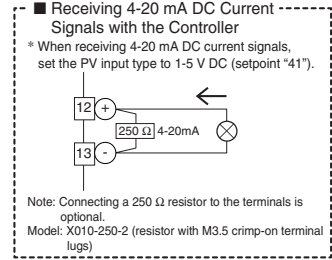 ■ Receiving 4-20 mA DC Current
Signals with the Controller
* When receiving 4-20 mA DC current signals,
set the PV input type to 1-5 V DC (setpoint “41”).
12 +
250 Ω 4-20mA
13 -
Note: Connecting a 250 Ω resistor to the terminals is
optional.
Model: X010-250-2 (resistor with M3.5 crimp-on terminal
lugs)